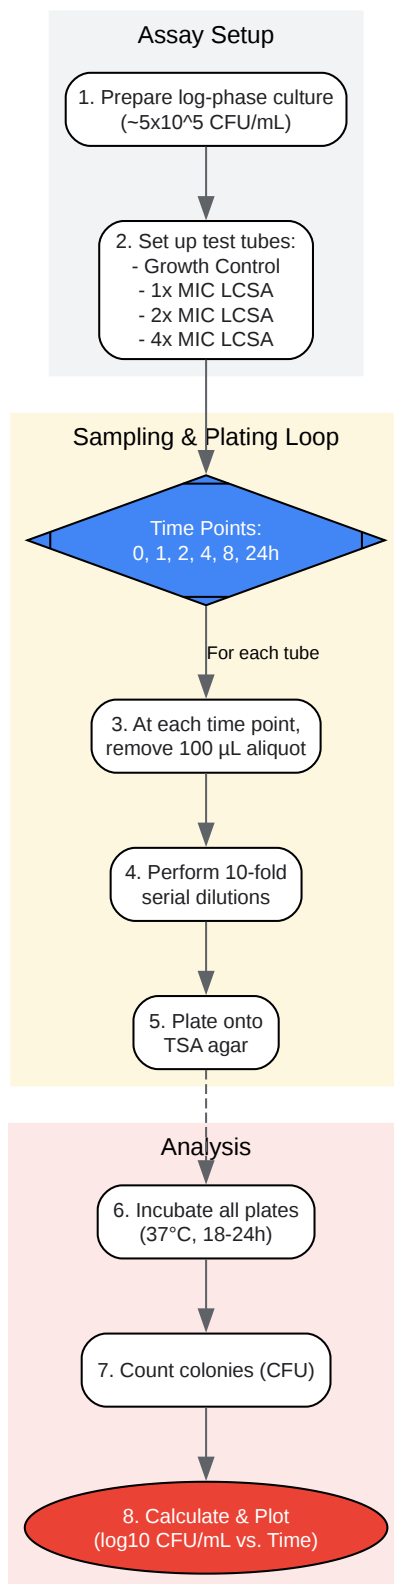 Assay Setup
1. Prepare log-phase culture
(~5x10^5 CFU/mL)
2. Set up test tubes:
- Growth Control
- 1x MIC LCSA
- 2x MIC LCSA
- 4x MIC LCSA
Sampling & Plating Loop
Time Points:
0, 1, 2, 4, 8, 24h
For each tube
3. At each time point,
remove 100 µL aliquot
4. Perform 10-fold
serial dilutions
5. Plate onto
TSA agar
Analysis
6. Incubate all plates
(37°C, 18-24h)
7. Count colonies (CFU)
8. Calculate & Plot
(log10 CFU/mL vs. Time)